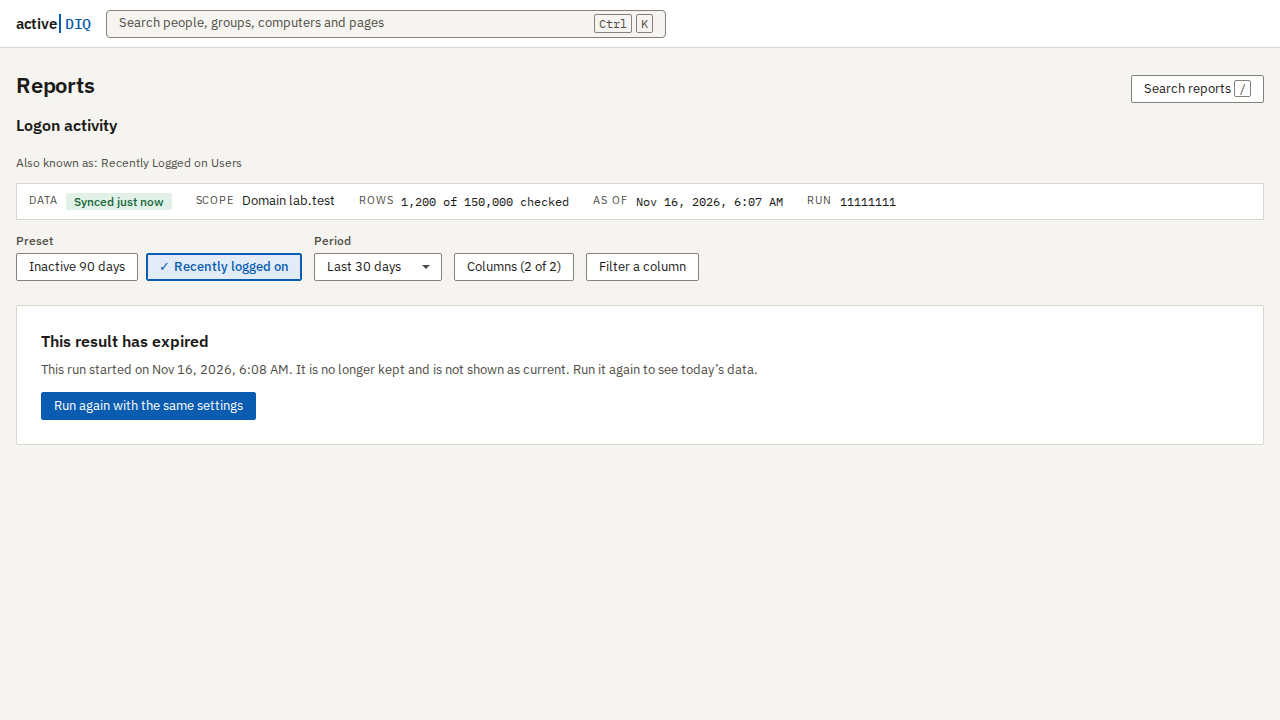 active DIQ Search people, groups, computers and pages Ctrl K
Reports
Search reports /
Logon activity
Also known as: Recently Logged on Users
DATA Synced just now SCOPE Domain lab.test ROWS 1,200 of 150,000 checked AS OF Nov 16, 2026, 6:07 AM RUN 11111111
Preset Period
Inactive 90 days ✓ Recently logged on Last 30 days Columns (2 of 2) Filter a column
This result has expired
This run started on Nov 16, 2026, 6:08 AM. It is no longer kept and is not shown as current. Run it again to see today’s data.
Run again with the same settings